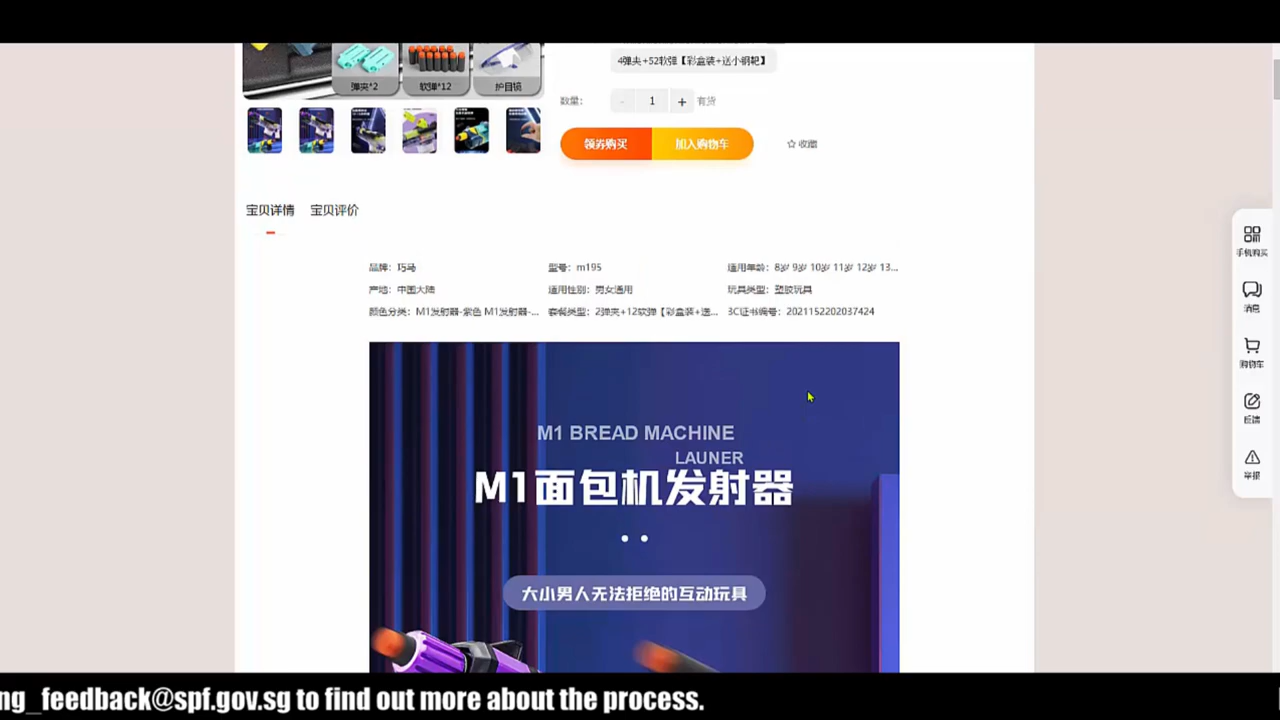 弹夹*2
软弹*12
护目镜
4弹夹+52软弹【彩盒装+送小钢靶】
数量:
- 1 + 有货
领券购买
加入购物车
☆ 收藏
宝贝详情 宝贝评价
品牌: 巧马
型号: m195
适用年龄: 8岁 9岁 10岁 11岁 12岁 13...
产地: 中国大陆
适用性别: 男女通用
玩具类型: 塑胶玩具
颜色分类: M1发射器-紫色 M1发射器-...
套餐类型: 2弹夹+12软弹【彩盒装+送...
3C证书编号: 2021152202037424
手机购买
消息
购物车
反馈
举报
M1 BREAD MACHINE
LAUNER
M1面包机发射器
大小男人无法拒绝的互动玩具
ng_feedback@spf.gov.sg to find out more about the process.